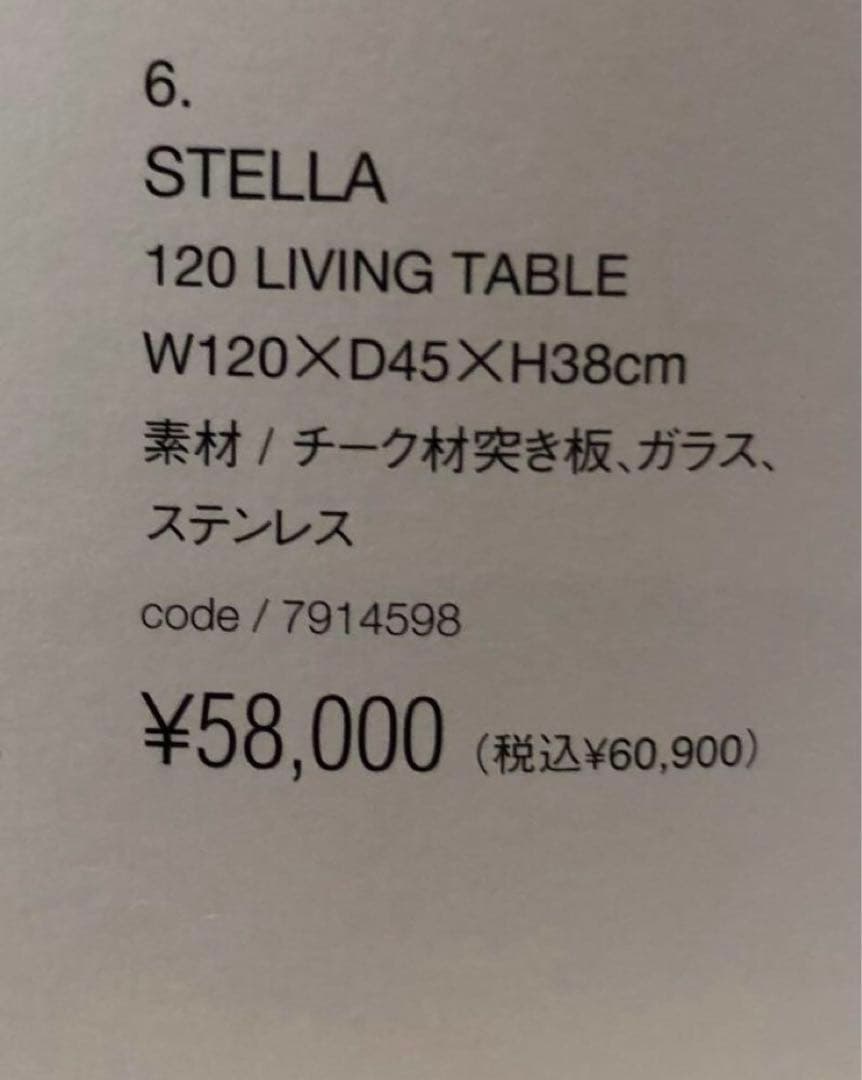 6.
STELLA
120 LIVING TABLE
W120×D45×H38cm
素材 / チーク材突き板、ガラス、
ステンレス
code / 7914598
¥58,000 (税込¥60,900)